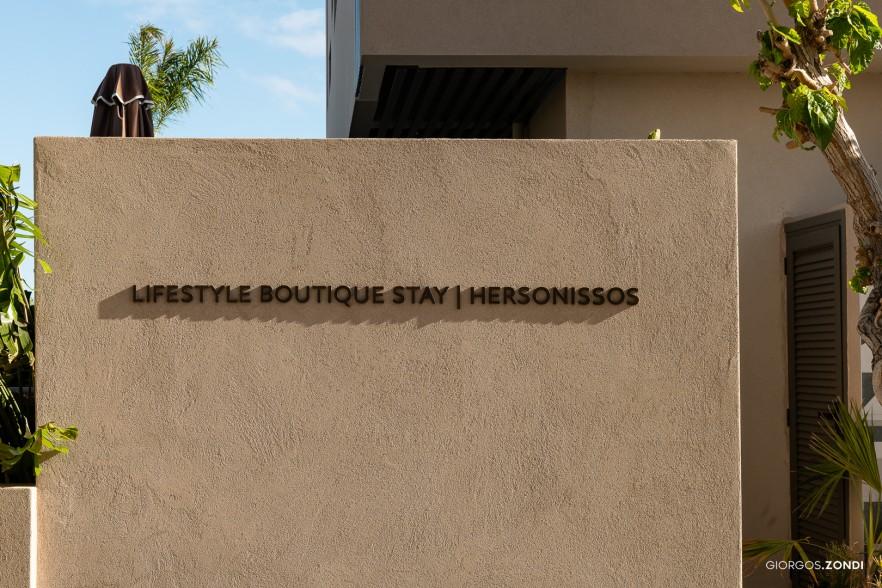 LIFESTYLE BOUTIQUE STAY | HERSONISSOS
GIORGOS.ZONDI